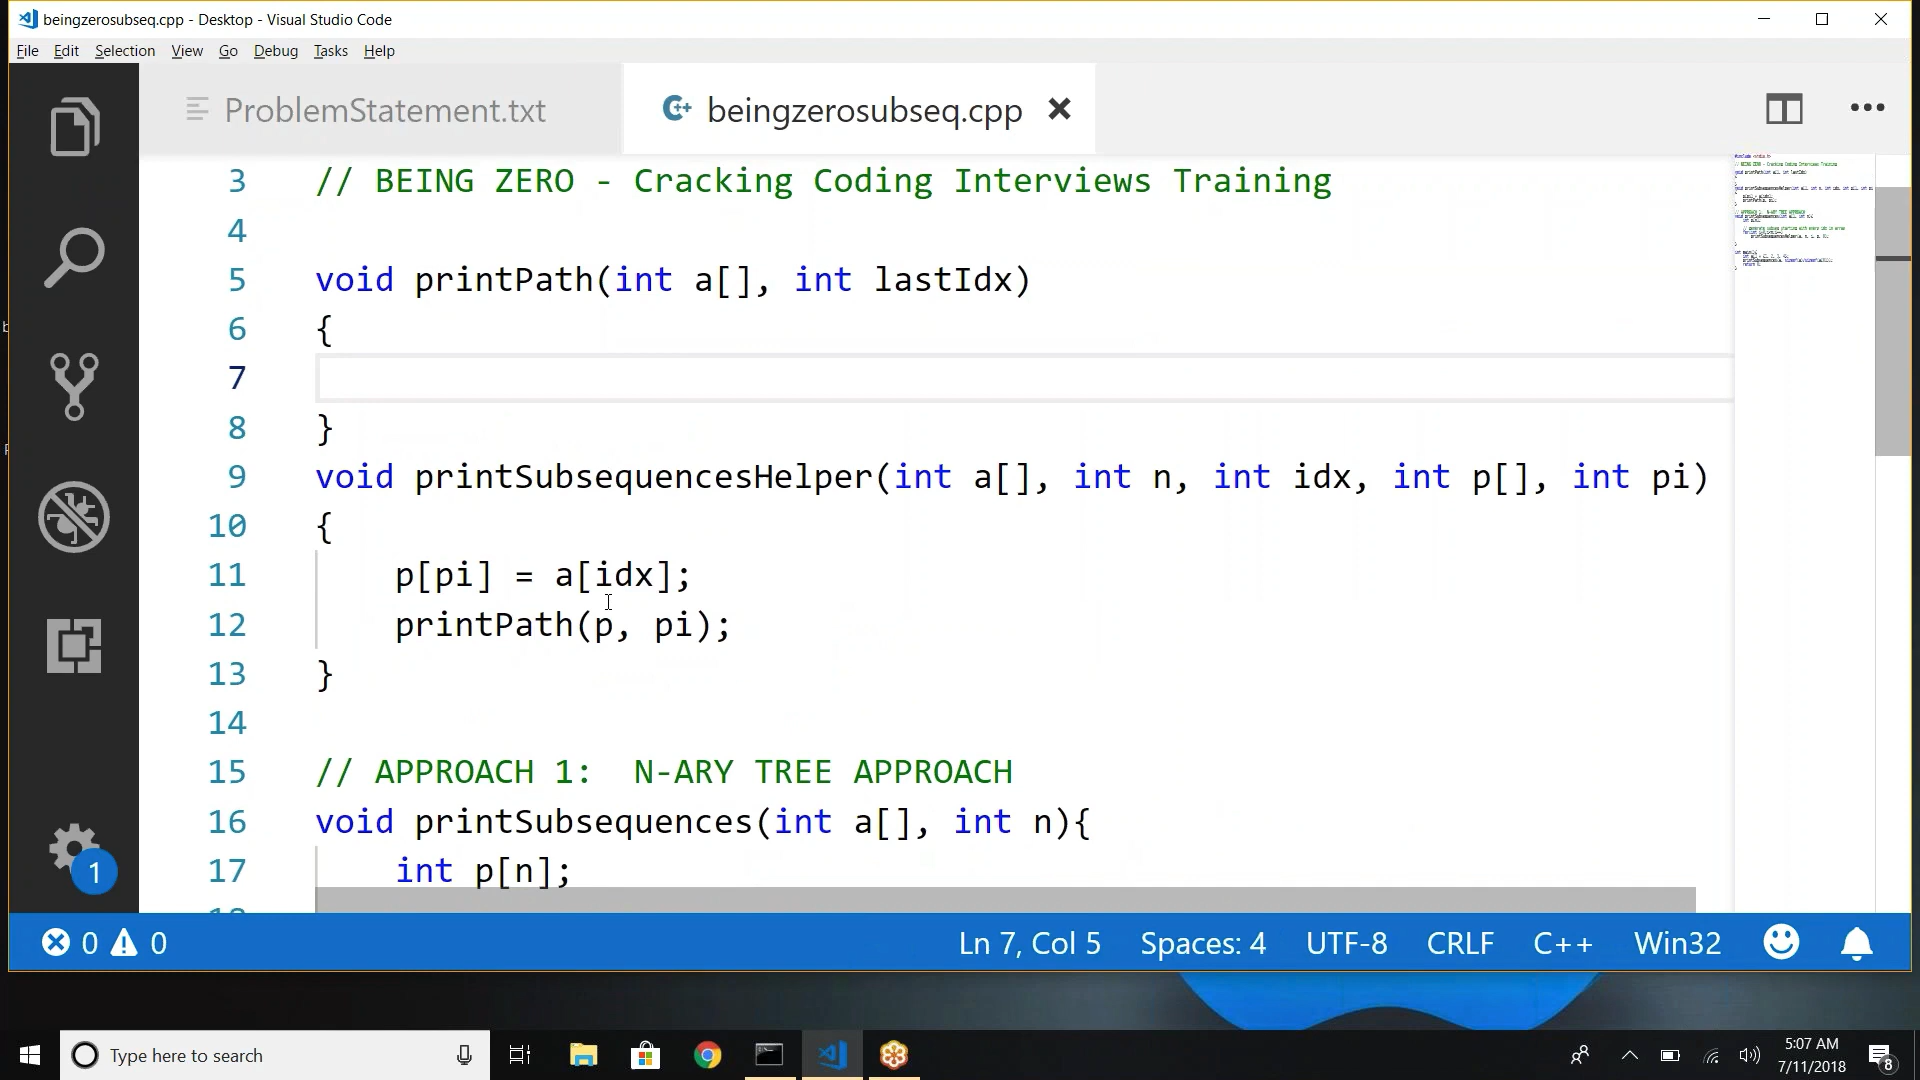 beingzerosubseq.cpp - Desktop - Visual Studio Code
File Edit Selection View Go Debug Tasks Help
ProblemStatement.txt beingzerosubseq.cpp
3 // BEING ZERO - Cracking Coding Interviews Training
4
5 void printPath(int a[], int lastIdx)
6 {
7
8 }
9 void printSubsequencesHelper(int a[], int n, int idx, int p[], int pi)
10 {
11 p[pi] = a[idx];
12 printPath(p, pi);
13 }
14
15 // APPROACH 1:  N-ARY TREE APPROACH
16 void printSubsequences(int a[], int n){
17 int p[n];
1
0 0 Ln 7, Col 5 Spaces: 4 UTF-8 CRLF C++ Win32
Type here to search
5:07 AM
7/11/2018
8